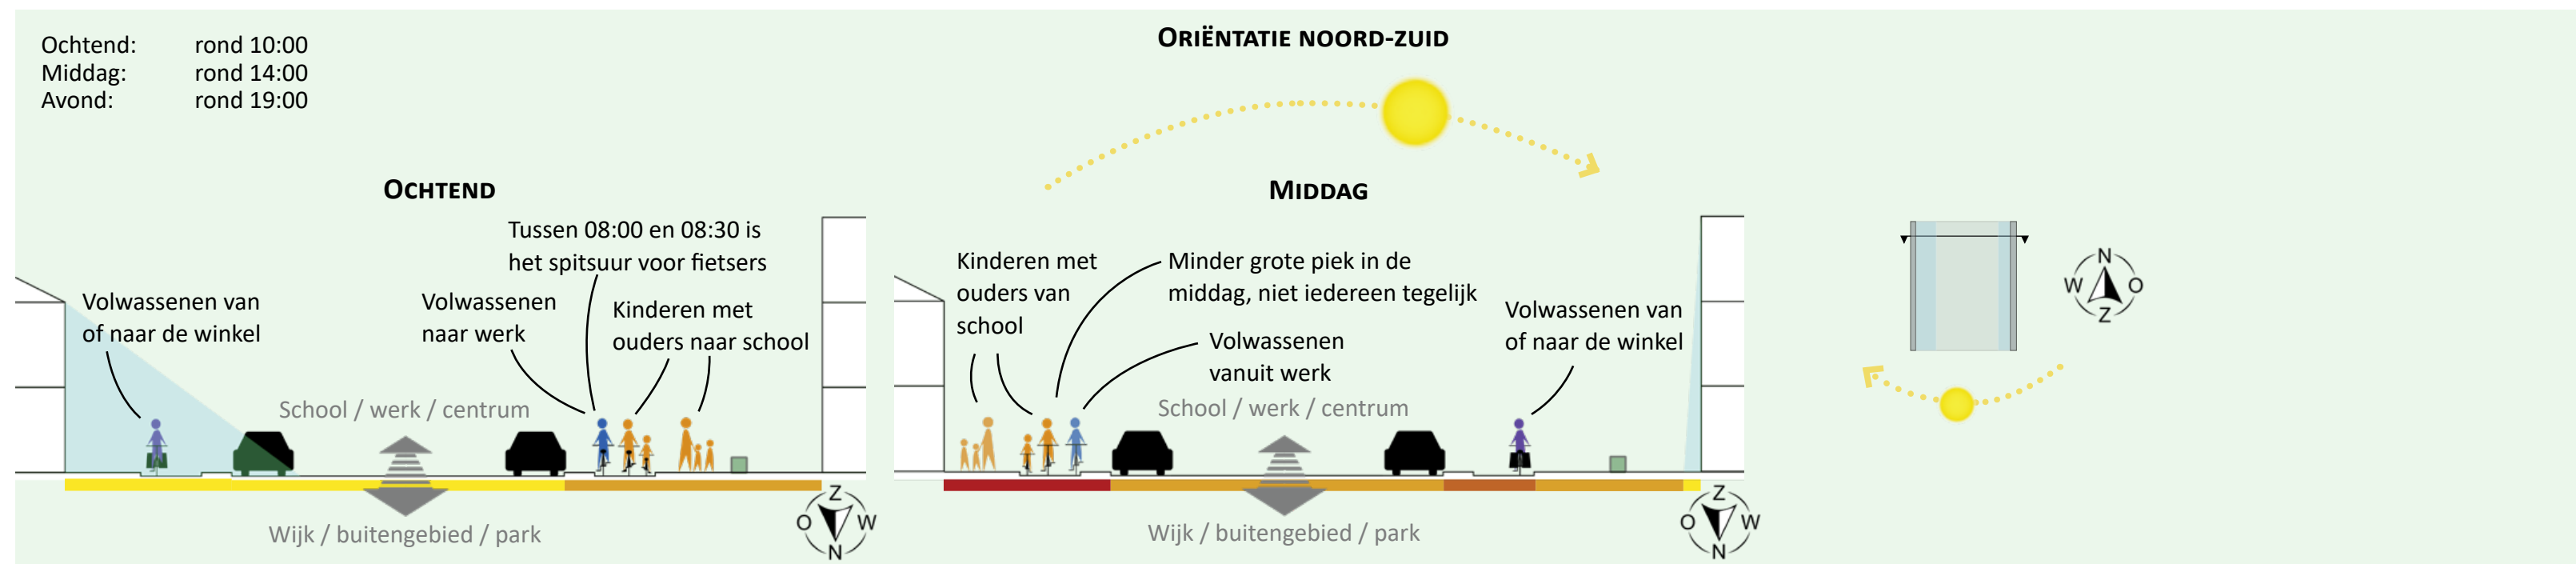 Ochtend: rond 10:00
Middag: rond 14:00
Avond: rond 19:00
ORIËNTATIE NOORD-ZUID
OCHTEND
Tussen 08:00 en 08:30 is
het spitsuur voor fietsers
Volwassenen van
of naar de winkel
Volwassenen
naar werk
Kinderen met
ouders naar school
School / werk / centrum
Wijk / buitengebied / park
Z
O W
N
MIDDAG
Kinderen met
ouders van
school
Minder grote piek in de
middag, niet iedereen tegelijk
Volwassenen
vanuit werk
Volwassenen van
of naar de winkel
School / werk / centrum
Wijk / buitengebied / park
Z
O W
N
N
W O
Z